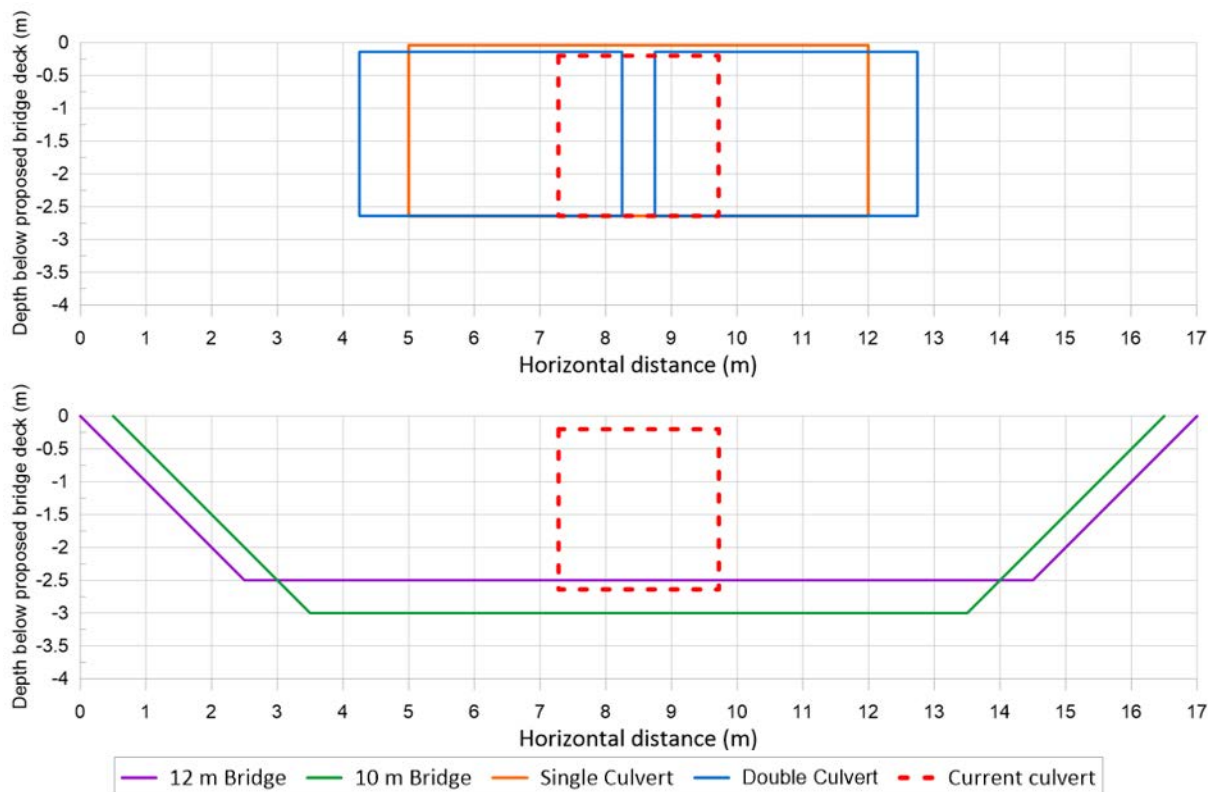 Depth below proposed bridge deck (m)
0
-0.5
-1
-1.5
-2
-2.5
-3
-3.5
-4
0 1 2 3 4 5 6 7 8 9 10 11 12 13 14 15 16 17
Horizontal distance (m)
Depth below proposed bridge deck (m)
0
-0.5
-1
-1.5
-2
-2.5
-3
-3.5
-4
0 1 2 3 4 5 6 7 8 9 10 11 12 13 14 15 16 17
Horizontal distance (m)
12 m Bridge 10 m Bridge Single Culvert Double Culvert Current culvert